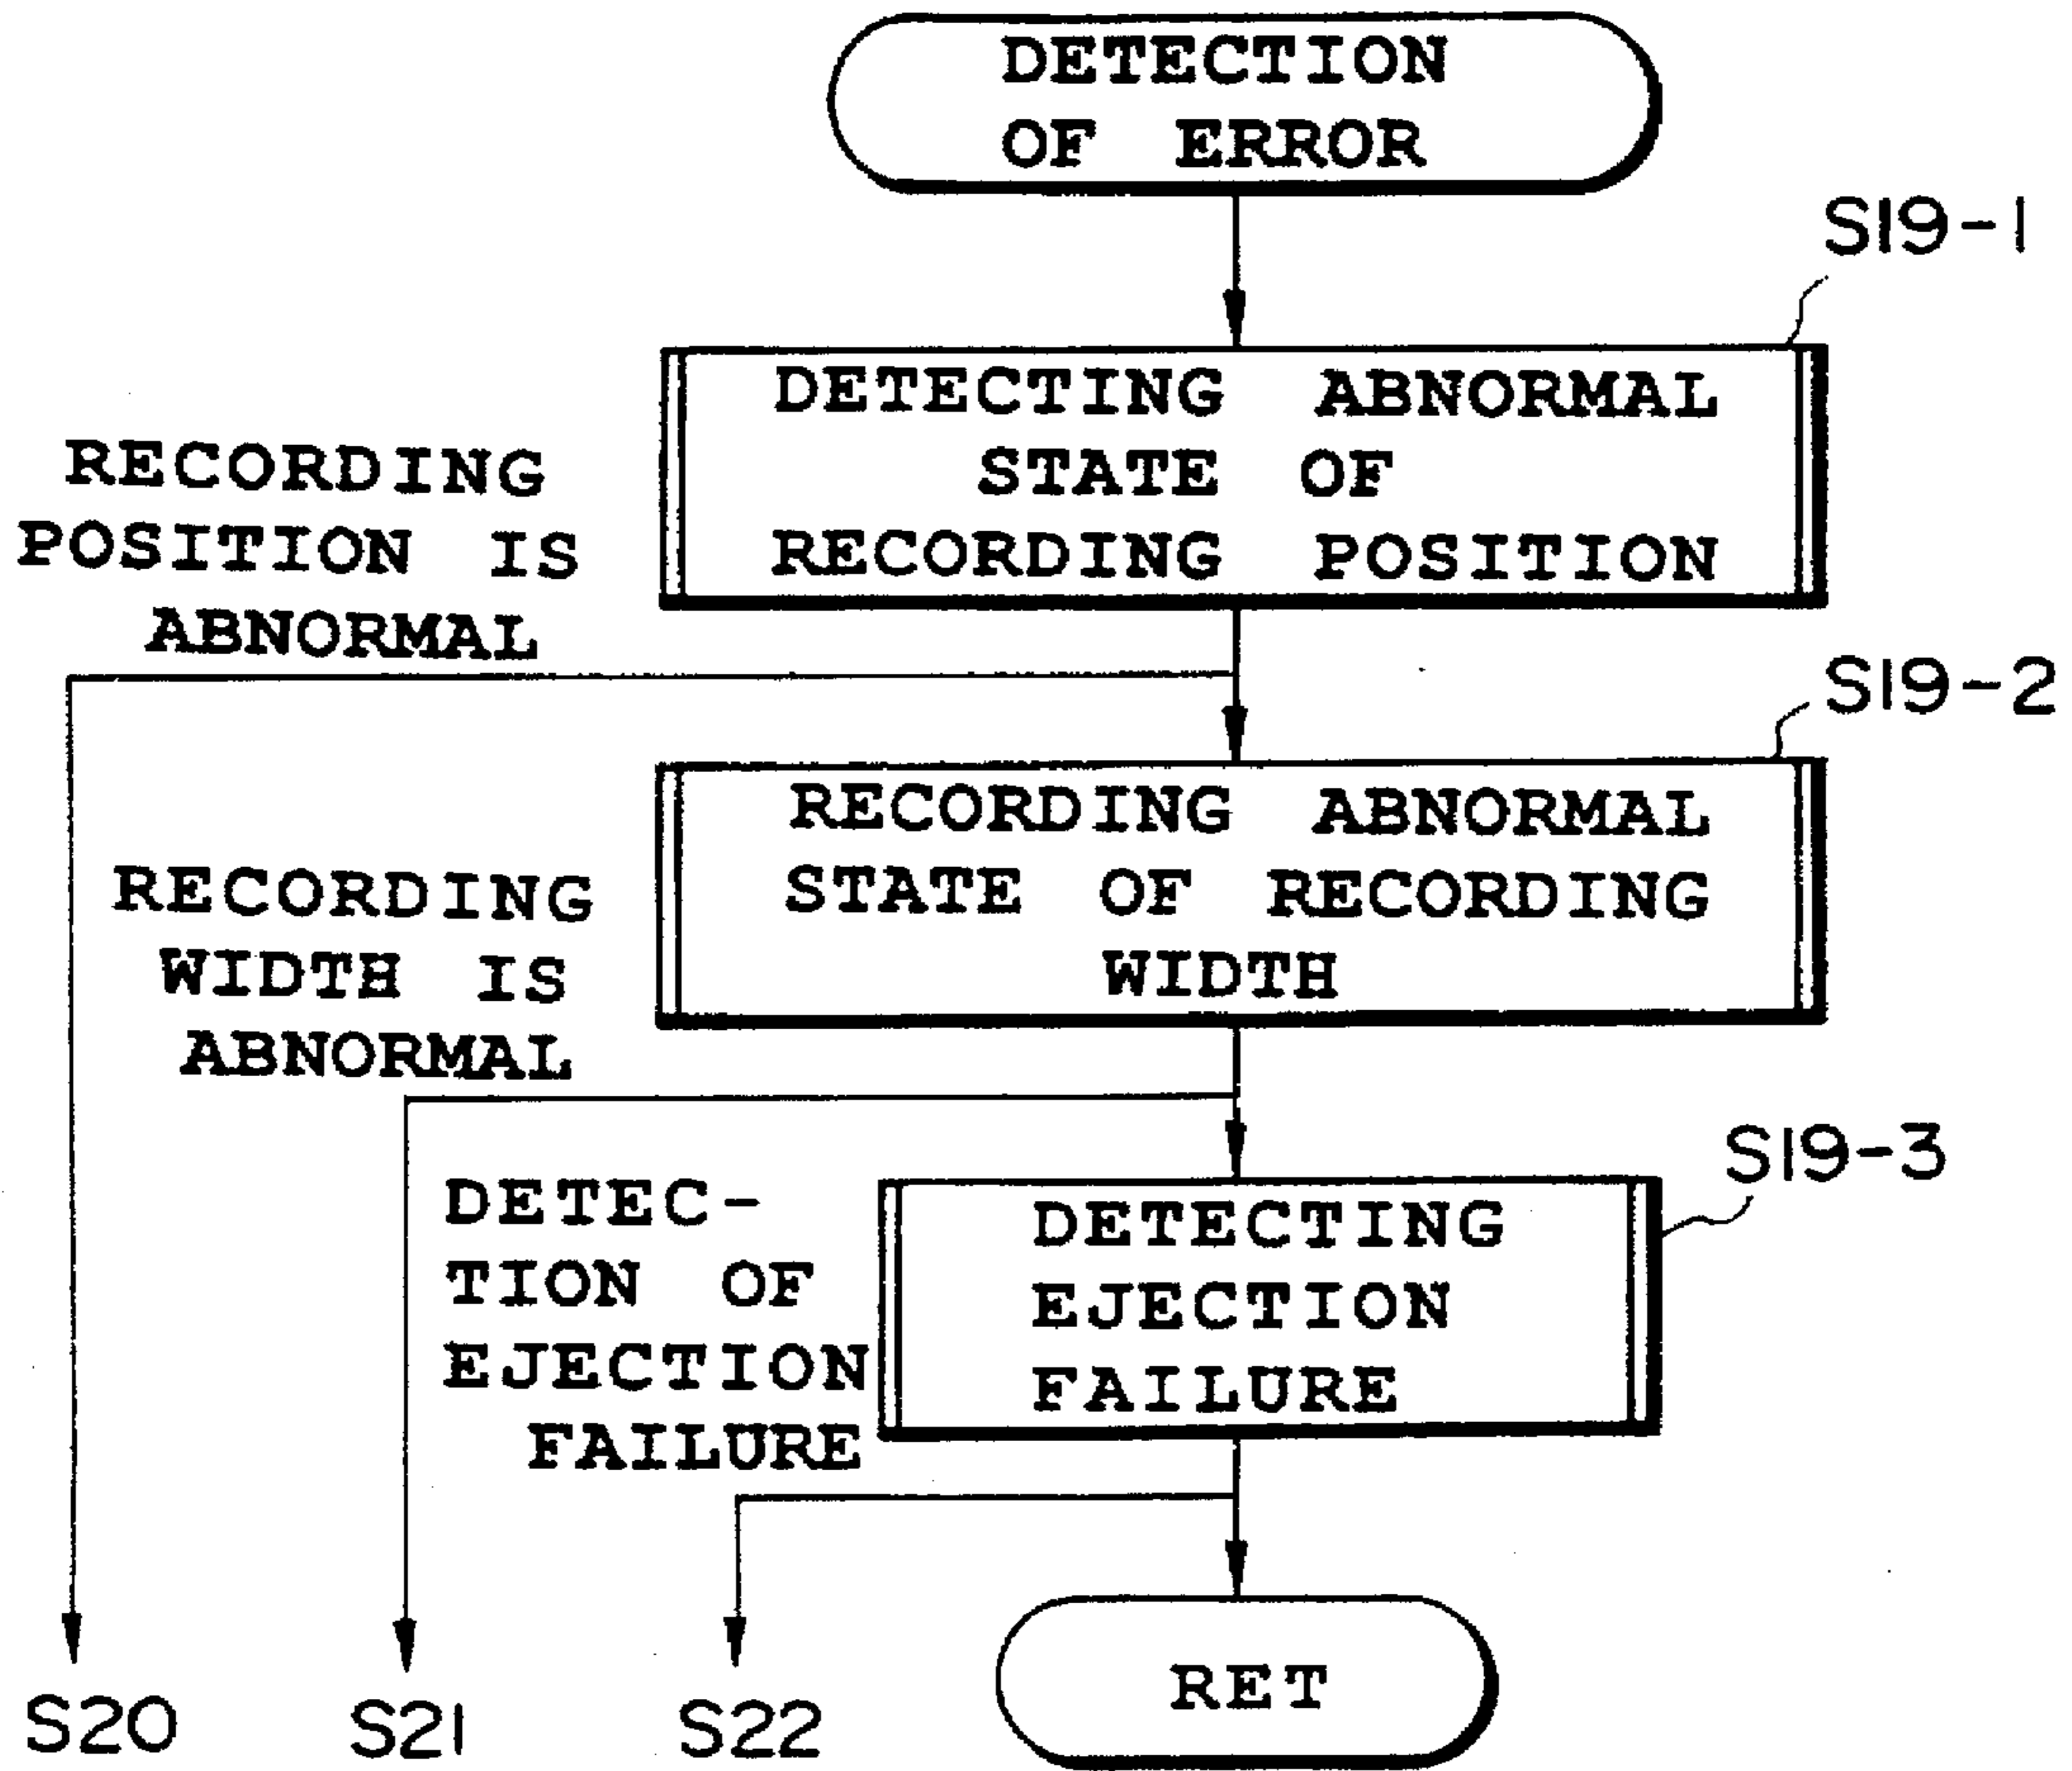 DETECTION
OF ERROR
S19-1
DETECTING ABNORMAL
STATE OF
RECORDING POSITION
RECORDING
POSITION IS
ABNORMAL
S19-2
RECORDING ABNORMAL
STATE OF RECORDING
WIDTH
RECORDING
WIDTH IS
ABNORMAL
S19-3
DETECTING
EJECTION
FAILURE
DETEC-
TION OF
EJECTION
FAILURE
S20
S21
S22
RET